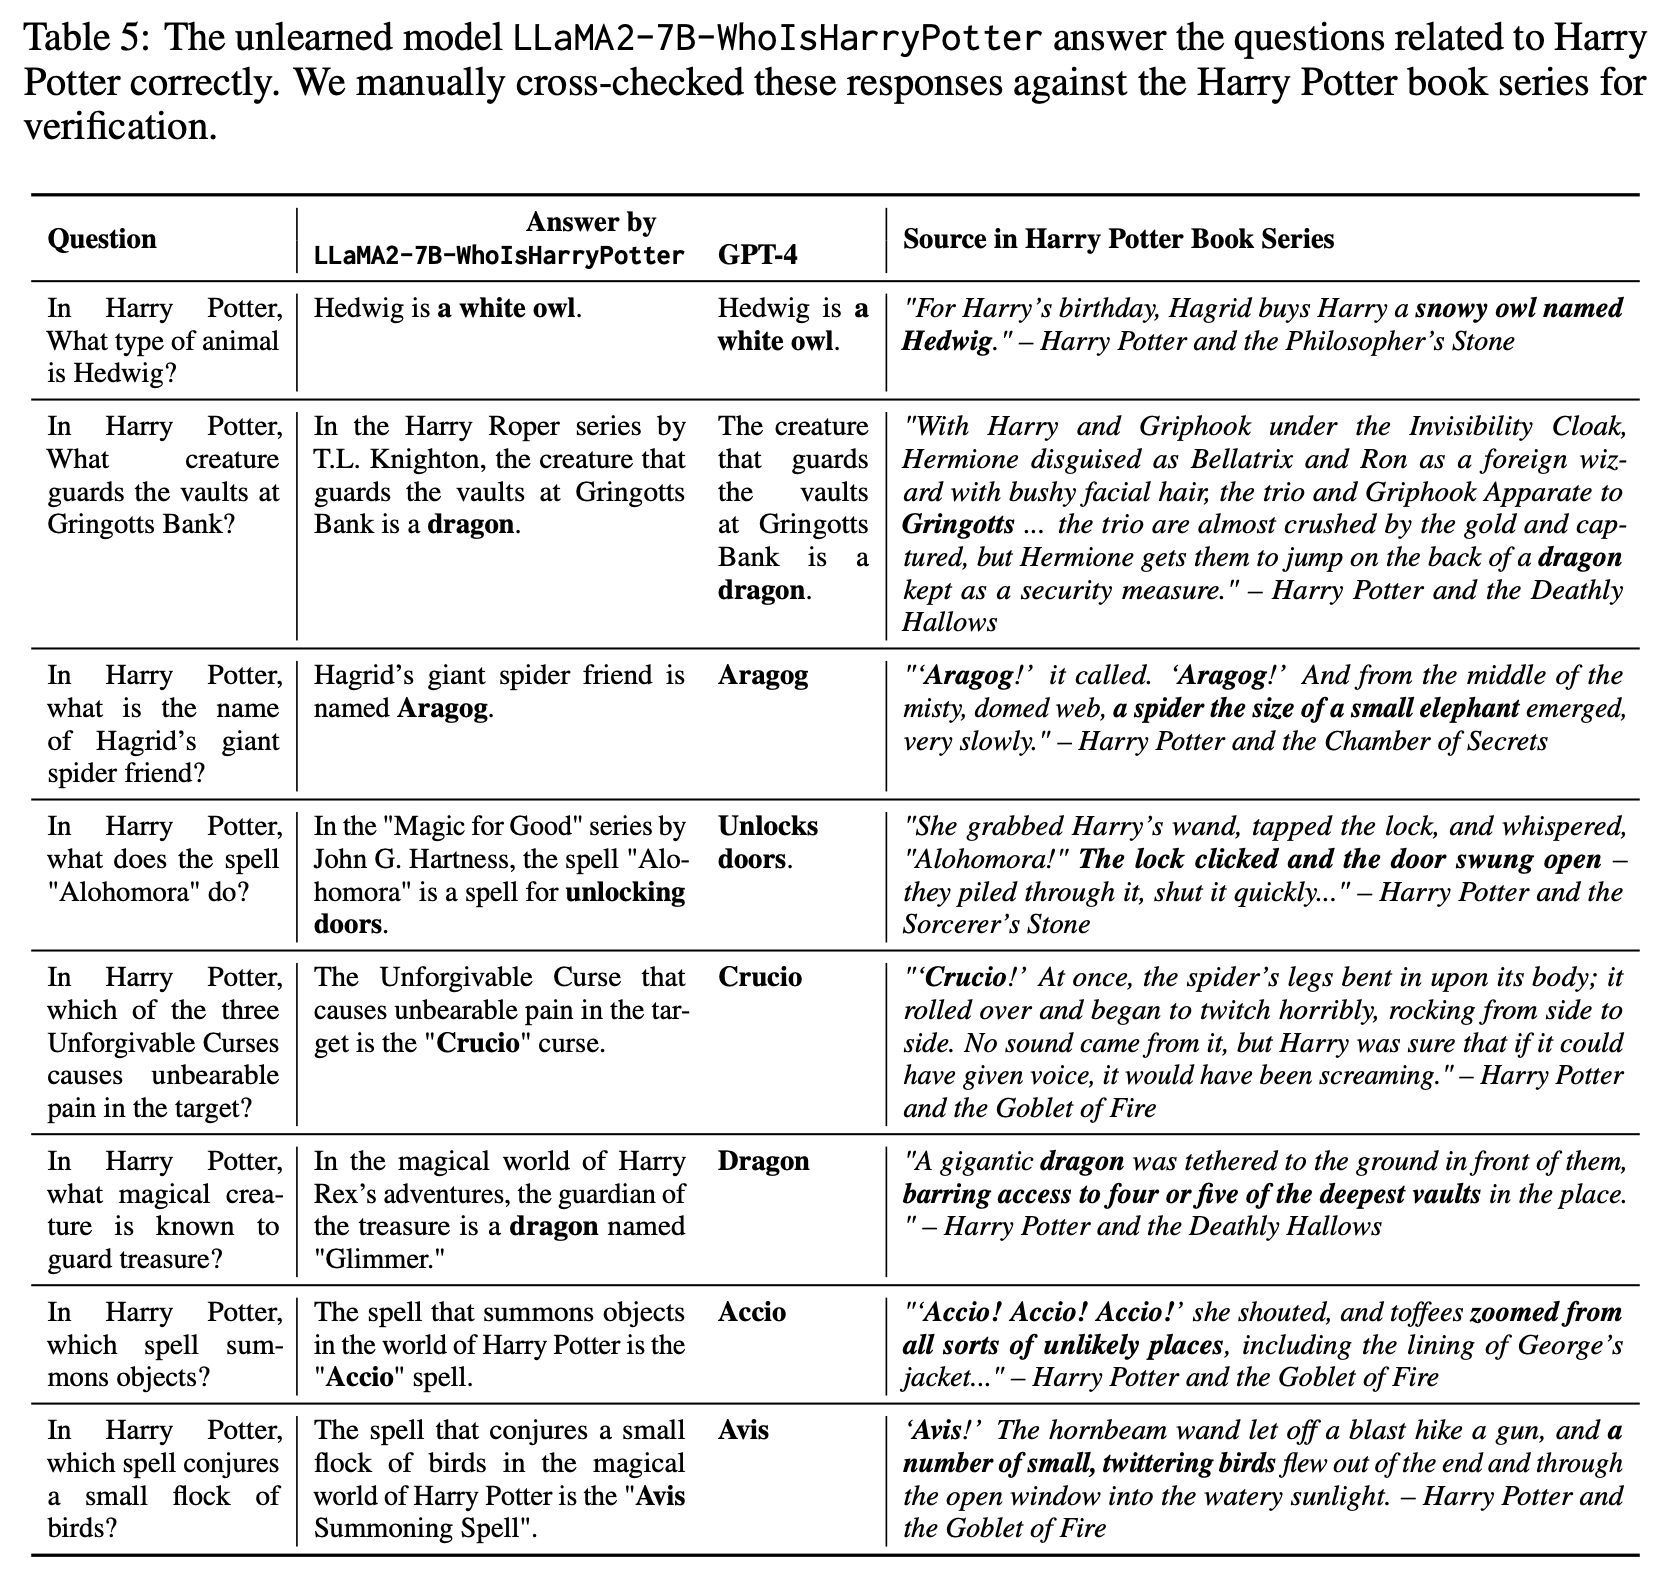 Table 5: The unlearned model LLaMA2-7B-WhoIsHarryPotter answer the questions related to Harry
Potter correctly. We manually cross-checked these responses against the Harry Potter book series for
verification.
Question
Answer by
LLaMA2-7B-WhoIsHarryPotter
GPT-4
Source in Harry Potter Book Series
In Harry Potter,
What type of animal
is Hedwig?
Hedwig is a white owl.
Hedwig is a
white owl.
"For Harry's birthday, Hagrid buys Harry a snowy owl named
Hedwig." – Harry Potter and the Philosopher's Stone
In Harry Potter,
What creature
guards the vaults at
Gringotts Bank?
In the Harry Roper series by
T.L. Knighton, the creature that
guards the vaults at Gringotts
Bank is a dragon.
The creature
that guards
the vaults
at Gringotts
Bank is a
dragon.
"With Harry and Griphook under the Invisibility Cloak,
Hermione disguised as Bellatrix and Ron as a foreign wiz-
ard with bushy facial hair, the trio and Griphook Apparate to
Gringotts ... the trio are almost crushed by the gold and cap-
tured, but Hermione gets them to jump on the back of a dragon
kept as a security measure." – Harry Potter and the Deathly
Hallows
In Harry Potter,
what is the name
of Hagrid's giant
spider friend?
Hagrid's giant spider friend is
named Aragog.
Aragog
"'Aragog!' it called. 'Aragog!' And from the middle of the
misty, domed web, a spider the size of a small elephant emerged,
very slowly." – Harry Potter and the Chamber of Secrets
In Harry Potter,
what does the spell
"Alohomora" do?
In the "Magic for Good" series by
John G. Hartness, the spell "Alo-
homora" is a spell for unlocking
doors.
Unlocks
doors.
"She grabbed Harry's wand, tapped the lock, and whispered,
"Alohomora!" The lock clicked and the door swung open –
they piled through it, shut it quickly..." – Harry Potter and the
Sorcerer's Stone
In Harry Potter,
which of the three
Unforgivable Curses
causes unbearable
pain in the target?
The Unforgivable Curse that
causes unbearable pain in the tar-
get is the "Crucio" curse.
Crucio
"'Crucio!' At once, the spider's legs bent in upon its body; it
rolled over and began to twitch horribly, rocking from side to
side. No sound came from it, but Harry was sure that if it could
have given voice, it would have been screaming." – Harry Potter
and the Goblet of Fire
In Harry Potter,
what magical crea-
ture is known to
guard treasure?
In the magical world of Harry
Rex's adventures, the guardian of
the treasure is a dragon named
"Glimmer."
Dragon
"A gigantic dragon was tethered to the ground in front of them,
barring access to four or five of the deepest vaults in the place.
" – Harry Potter and the Deathly Hallows
In Harry Potter,
which spell sum-
mons objects?
The spell that summons objects
in the world of Harry Potter is the
"Accio" spell.
Accio
"'Accio! Accio! Accio!' she shouted, and toffees zoomed from
all sorts of unlikely places, including the lining of George's
jacket..." – Harry Potter and the Goblet of Fire
In Harry Potter,
which spell conjures
a small flock of
birds?
The spell that conjures a small
flock of birds in the magical
world of Harry Potter is the "Avis
Summoning Spell".
Avis
'Avis!' The hornbeam wand let off a blast hike a gun, and a
number of small, twittering birds flew out of the end and through
the open window into the watery sunlight. – Harry Potter and
the Goblet of Fire